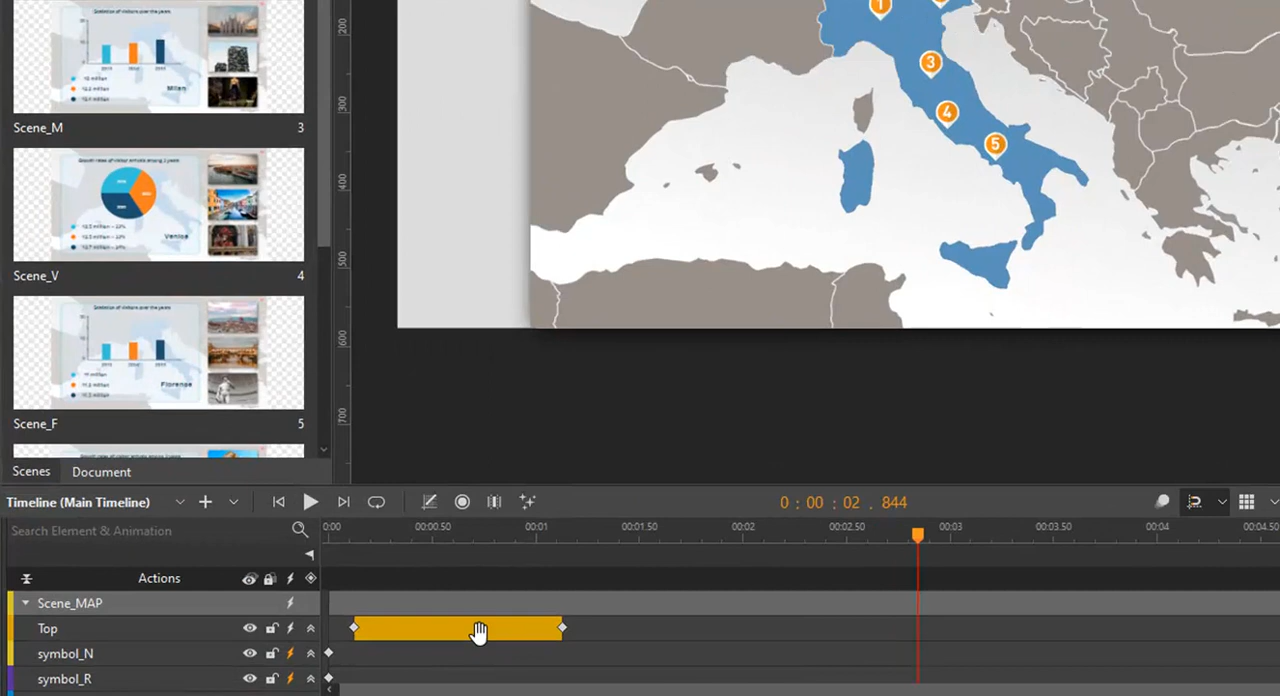 Milan
Scene_M 3
Venice
Scene_V 4
Florence
Scene_F 5
200
300
400
500
600
700
1
3
4
5
Scenes Document
Timeline (Main Timeline) 0 : 00 : 02 . 844
Search Element & Animation 0:00 00:00.50 00:01 00:01.50 00:02 00:02.50 00:03 00:03.50 00:04 00:04.50
Actions
Scene_MAP
Top
symbol_N
symbol_R